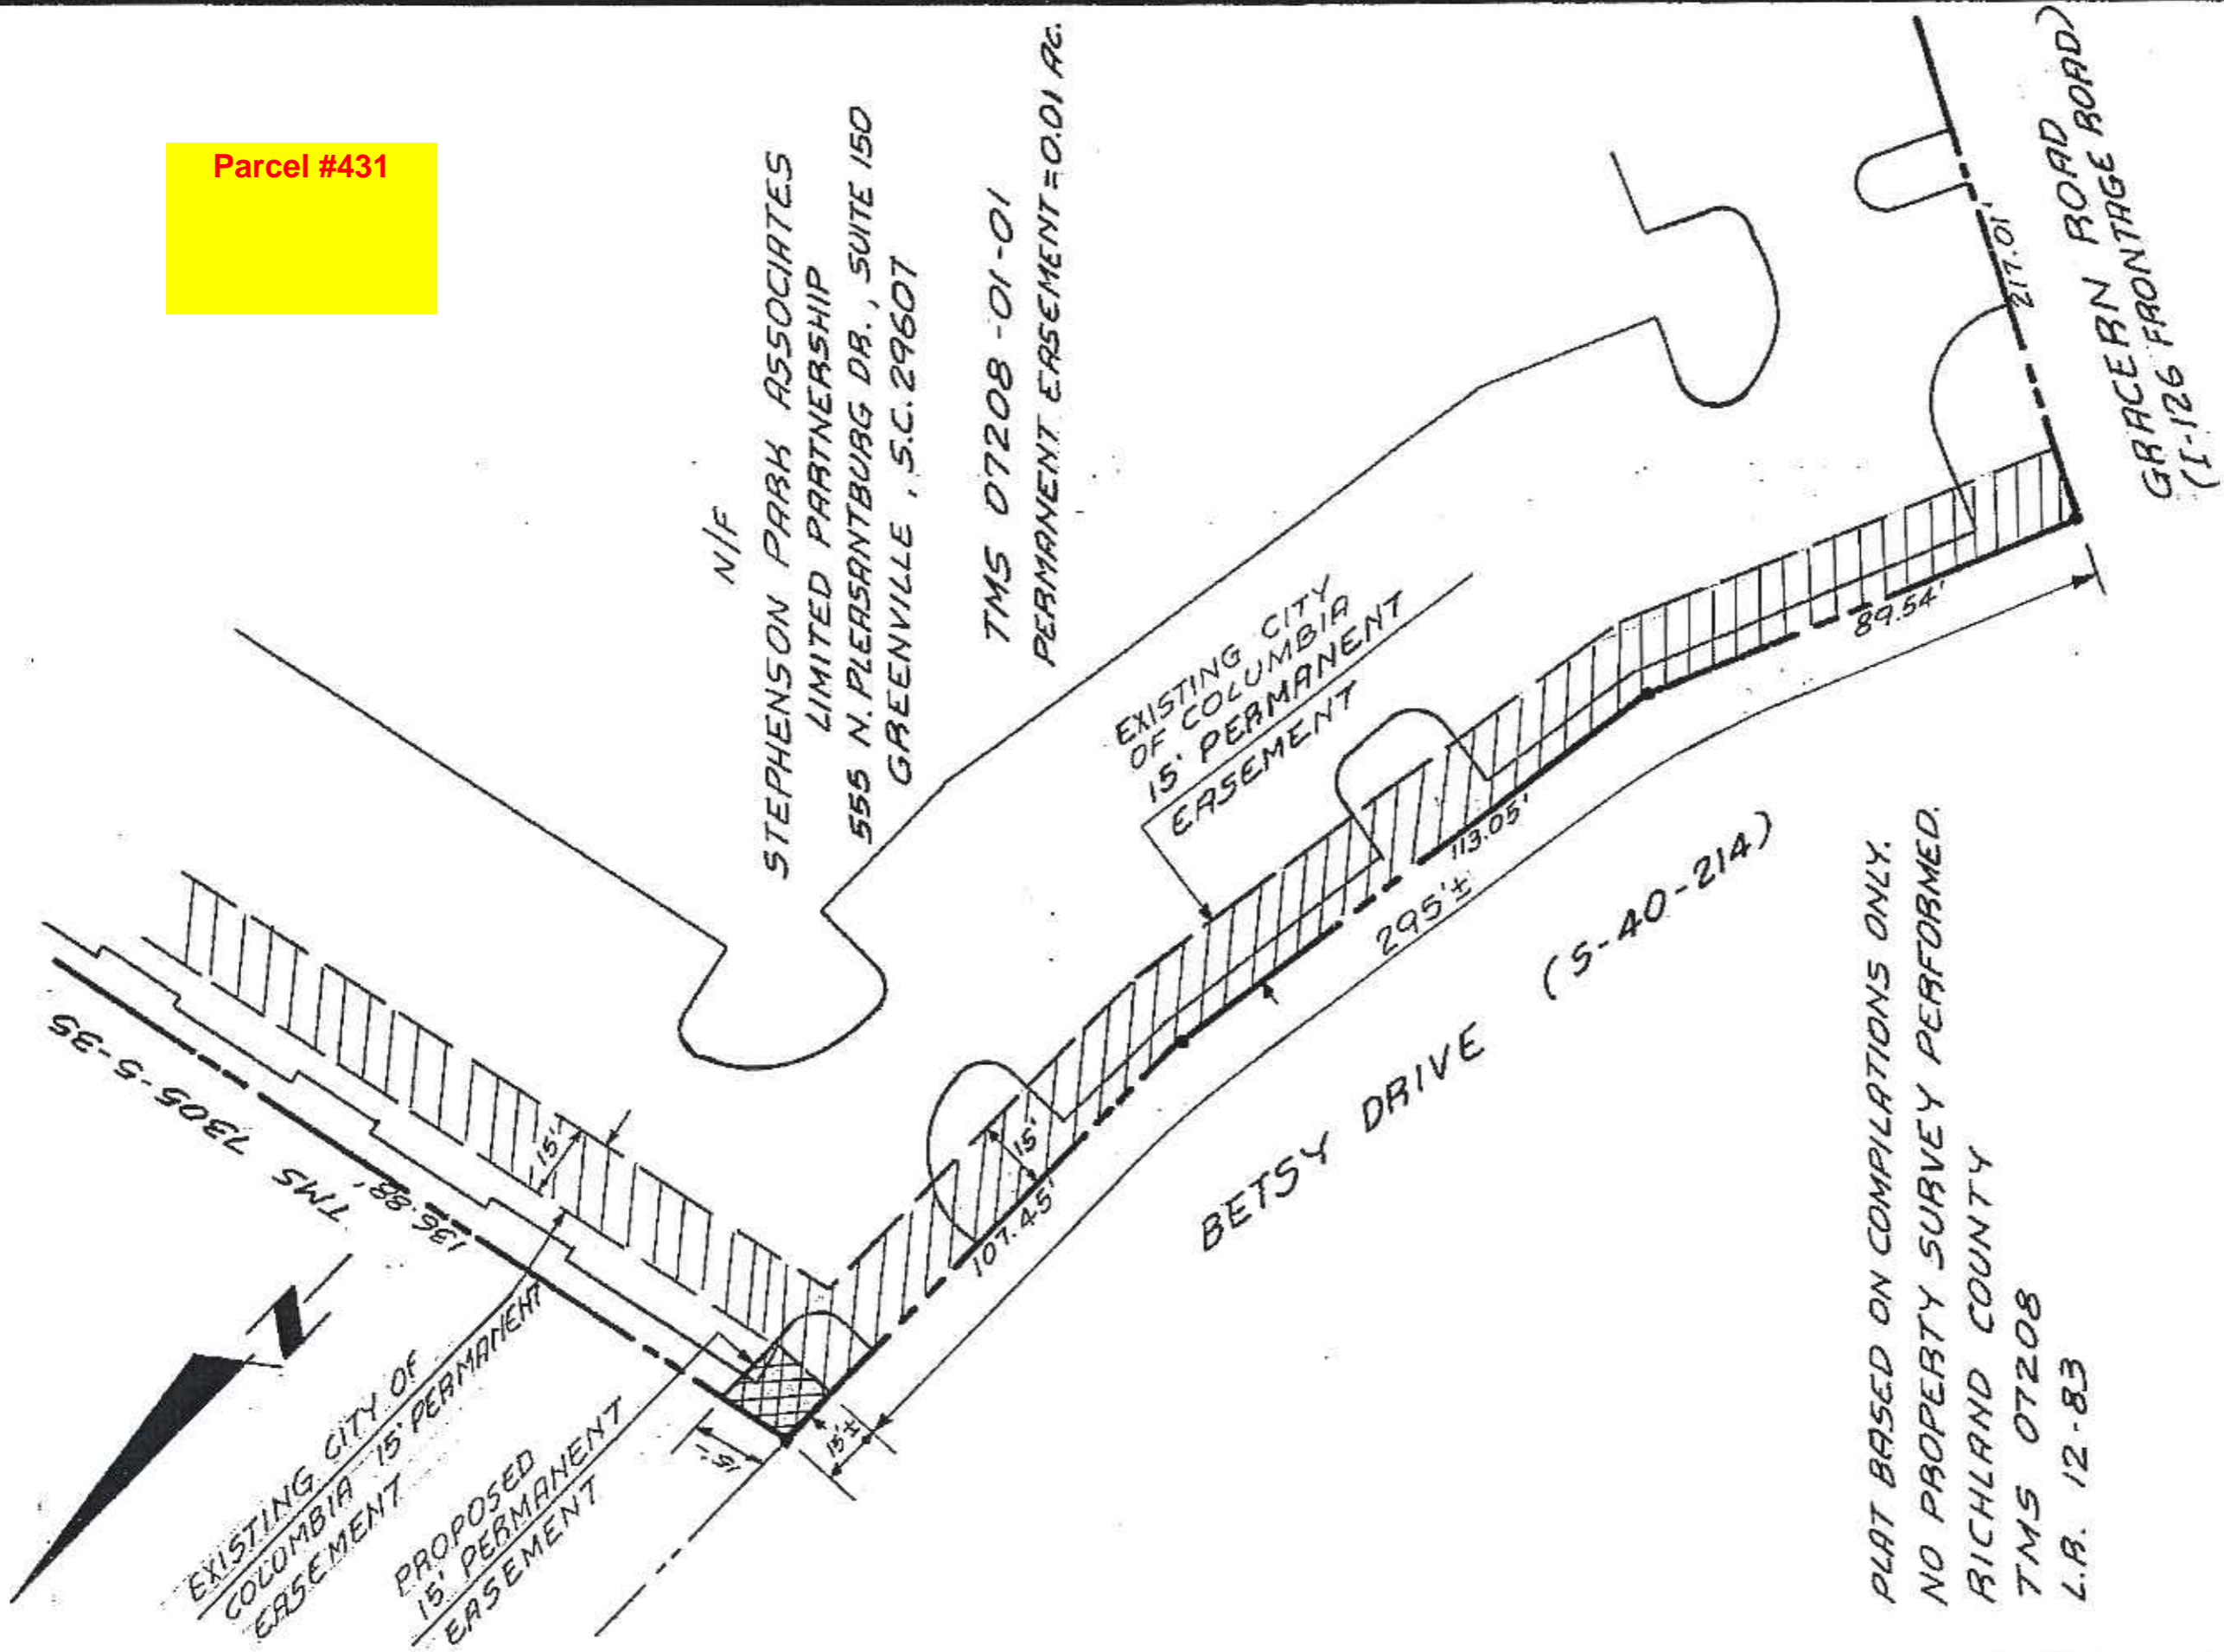 Parcel #431
N/F
STEPHENSON PARK ASSOCIATES
LIMITED PARTNERSHIP
555 N. PLEASANTBURG DR., SUITE 150
GREENVILLE, S.C. 29607
TMS 07208-01-01
PERMANENT EASEMENT = 0.01 AC.
EXISTING CITY
OF COLUMBIA
15' PERMANENT
EASEMENT
TMS 7305-5-35
136.88'
15'
EXISTING CITY OF
COLUMBIA 15' PERMANENT
EASEMENT
PROPOSED
15' PERMANENT
EASEMENT
15'
15'±
107.45'
15'
113.05'
295'±
89.54'
217.01'
BETSY DRIVE (S-40-214)
GRACERN ROAD
(I-126 FRONTAGE ROAD)
PLAT BASED ON COMPILATIONS ONLY.
NO PROPERTY SURVEY PERFORMED.
RICHLAND COUNTY
TMS 07208
L.R. 12-83